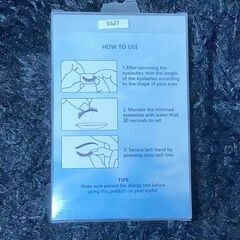 5527
HOW TO USE
1.After removing the
eyelashes, trim the length
of the eyelashes according
to the shape of your eyes
2. Moisten the trimmed
eyelashes with water.Wait
30 seconds to set.
3. Secure lash band by
pressing onto lash line.
TIPS
Make sure passed the allergy test before
using this product on your eyelid